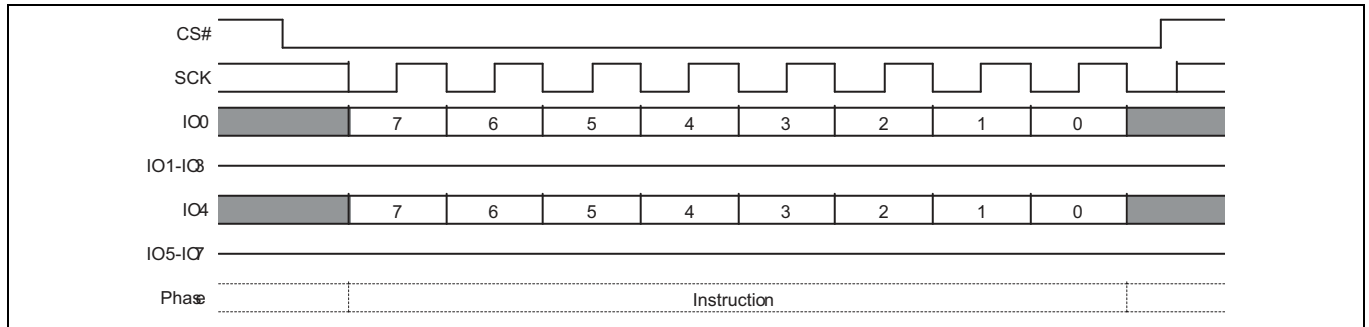 CS#
SCK
IO0
7 6 5 4 3 2 1 0
IO1-IO3
IO4
7 6 5 4 3 2 1 0
IO5-IO7
Phase
Instruction